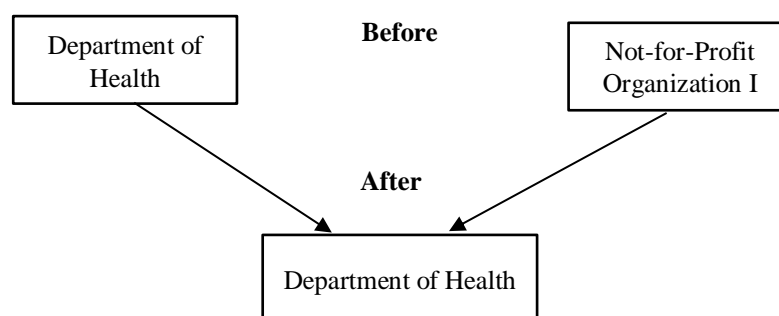 Department of
Health
Before
Not-for-Profit
Organization I
After
Department of Health